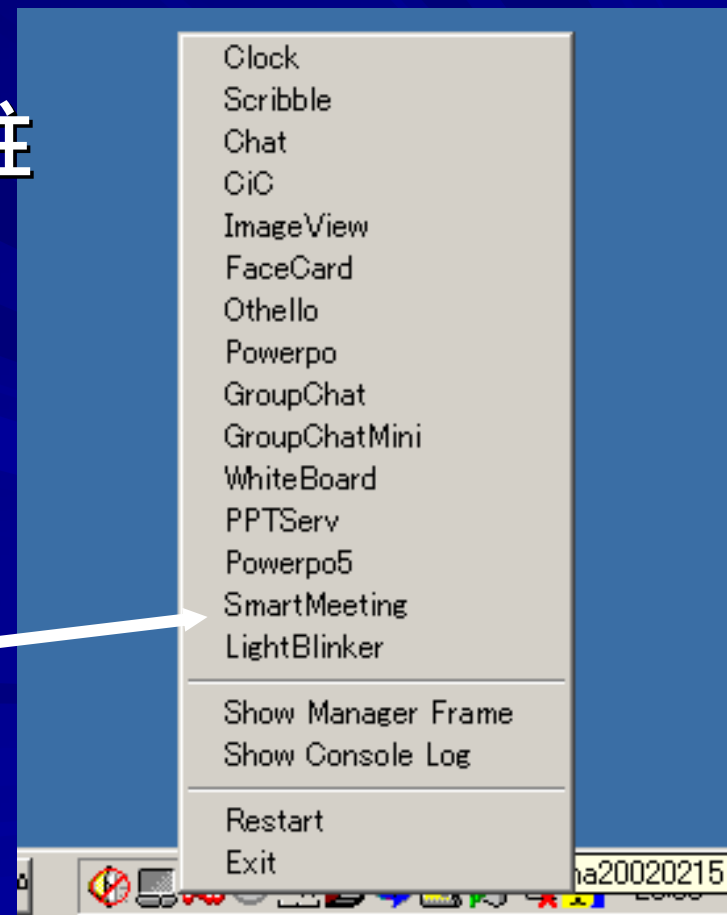 Clock
Scribble
Chat
CiC
ImageView
FaceCard
Othello
Powerpo
GroupChat
GroupChatMini
WhiteBoard
PPTServ
Powerpo5
SmartMeeting
LightBlinker
Show Manager Frame
Show Console Log
Restart
Exit
na20020215